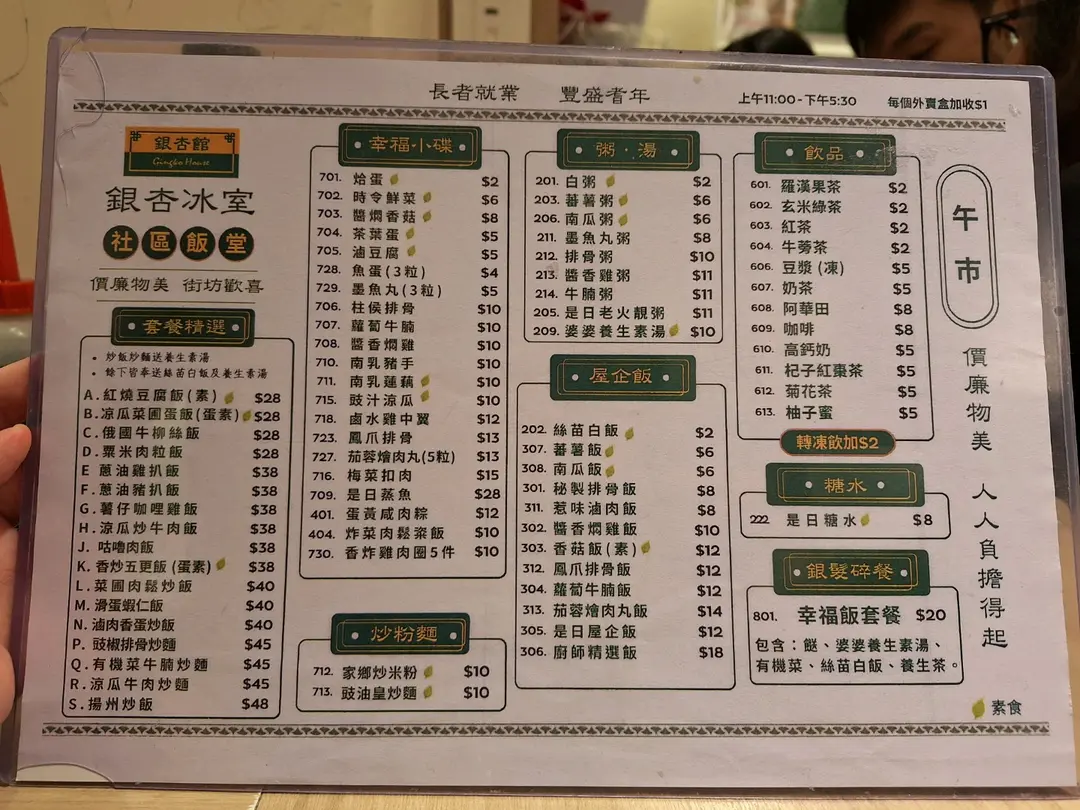 長者就業 豐盛耆年
上午11:00-下午5:30
每個外賣盒加收$1
銀杏館
Gingko House
銀杏冰室
社區飯堂
價廉物美 街坊歡喜
套餐精選
• 炒飯炒麵送養生素湯
• 餘下皆奉送絲苗白飯及養生素湯
A.紅燒豆腐飯(素) $28
B.凉瓜菜圃蛋飯(蛋素) $28
C.俄國牛柳絲飯 $28
D.粟米肉粒飯 $28
E 蔥油雞扒飯 $38
F.蔥油豬扒飯 $38
G.薯仔咖喱雞飯 $38
H.涼瓜炒牛肉飯 $38
J. 咕嚕肉飯 $38
K.香炒五更飯(蛋素) $38
L.菜圃肉鬆炒飯 $40
M.滑蛋蝦仁飯 $40
N.滷肉香蛋炒飯 $40
P. 豉椒排骨炒麵 $45
Q.有機菜牛腩炒麵 $45
R.涼瓜牛肉炒麵 $45
S.揚州炒飯 $48
幸福小碟
701. 烚蛋 $2
702. 時令鮮菜 $6
703. 醬燜香菇 $8
704. 茶葉蛋 $5
705. 滷豆腐 $5
728. 魚蛋(3粒) $4
729. 墨魚丸(3粒) $5
706. 柱侯排骨 $10
707. 蘿蔔牛腩 $10
708. 醬香燜雞 $10
710. 南乳豬手 $10
711. 南乳蓮藕 $10
715. 豉汁涼瓜 $10
718. 鹵水雞中翼 $12
723. 鳳爪排骨 $13
727. 茄蓉燴肉丸(5粒) $13
716. 梅菜扣肉 $15
709. 是日蒸魚 $28
401. 蛋黃咸肉粽 $12
404. 炸菜肉鬆粢飯 $10
730. 香炸雞肉圈5件 $10
炒粉麵
712. 家鄉炒米粉 $10
713. 豉油皇炒麵 $10
粥·湯
201. 白粥 $2
203. 蕃薯粥 $6
206. 南瓜粥 $6
211. 墨魚丸粥 $8
212. 排骨粥 $10
213. 醬香雞粥 $11
214. 牛腩粥 $11
205. 是日老火靚粥 $11
209. 婆婆養生素湯 $10
屋企飯
202. 絲苗白飯 $2
307. 蕃薯飯 $6
308. 南瓜飯 $6
301. 秘製排骨飯 $8
311. 惹味滷肉飯 $8
302. 醬香燜雞飯 $10
303. 香菇飯(素) $12
312. 鳳爪排骨飯 $12
304. 蘿蔔牛腩飯 $12
313. 茄蓉燴肉丸飯 $14
305. 是日屋企飯 $12
306. 廚師精選飯 $18
飲品
601. 羅漢果茶 $2
602. 玄米綠茶 $2
603. 紅茶 $2
604. 牛蒡茶 $2
606. 豆漿(凍) $5
607. 奶茶 $5
608. 阿華田 $8
609. 咖啡 $8
610. 高鈣奶 $5
611. 杞子紅棗茶 $5
612. 菊花茶 $5
613. 柚子蜜 $5
轉凍飲加$2
糖水
222 是日糖水 $8
銀髮碎餐
801. 幸福飯套餐 $20
包含：餸、婆婆養生素湯、
有機菜、絲苗白飯、養生茶。
午市
價廉物美 人人負擔得起
素食